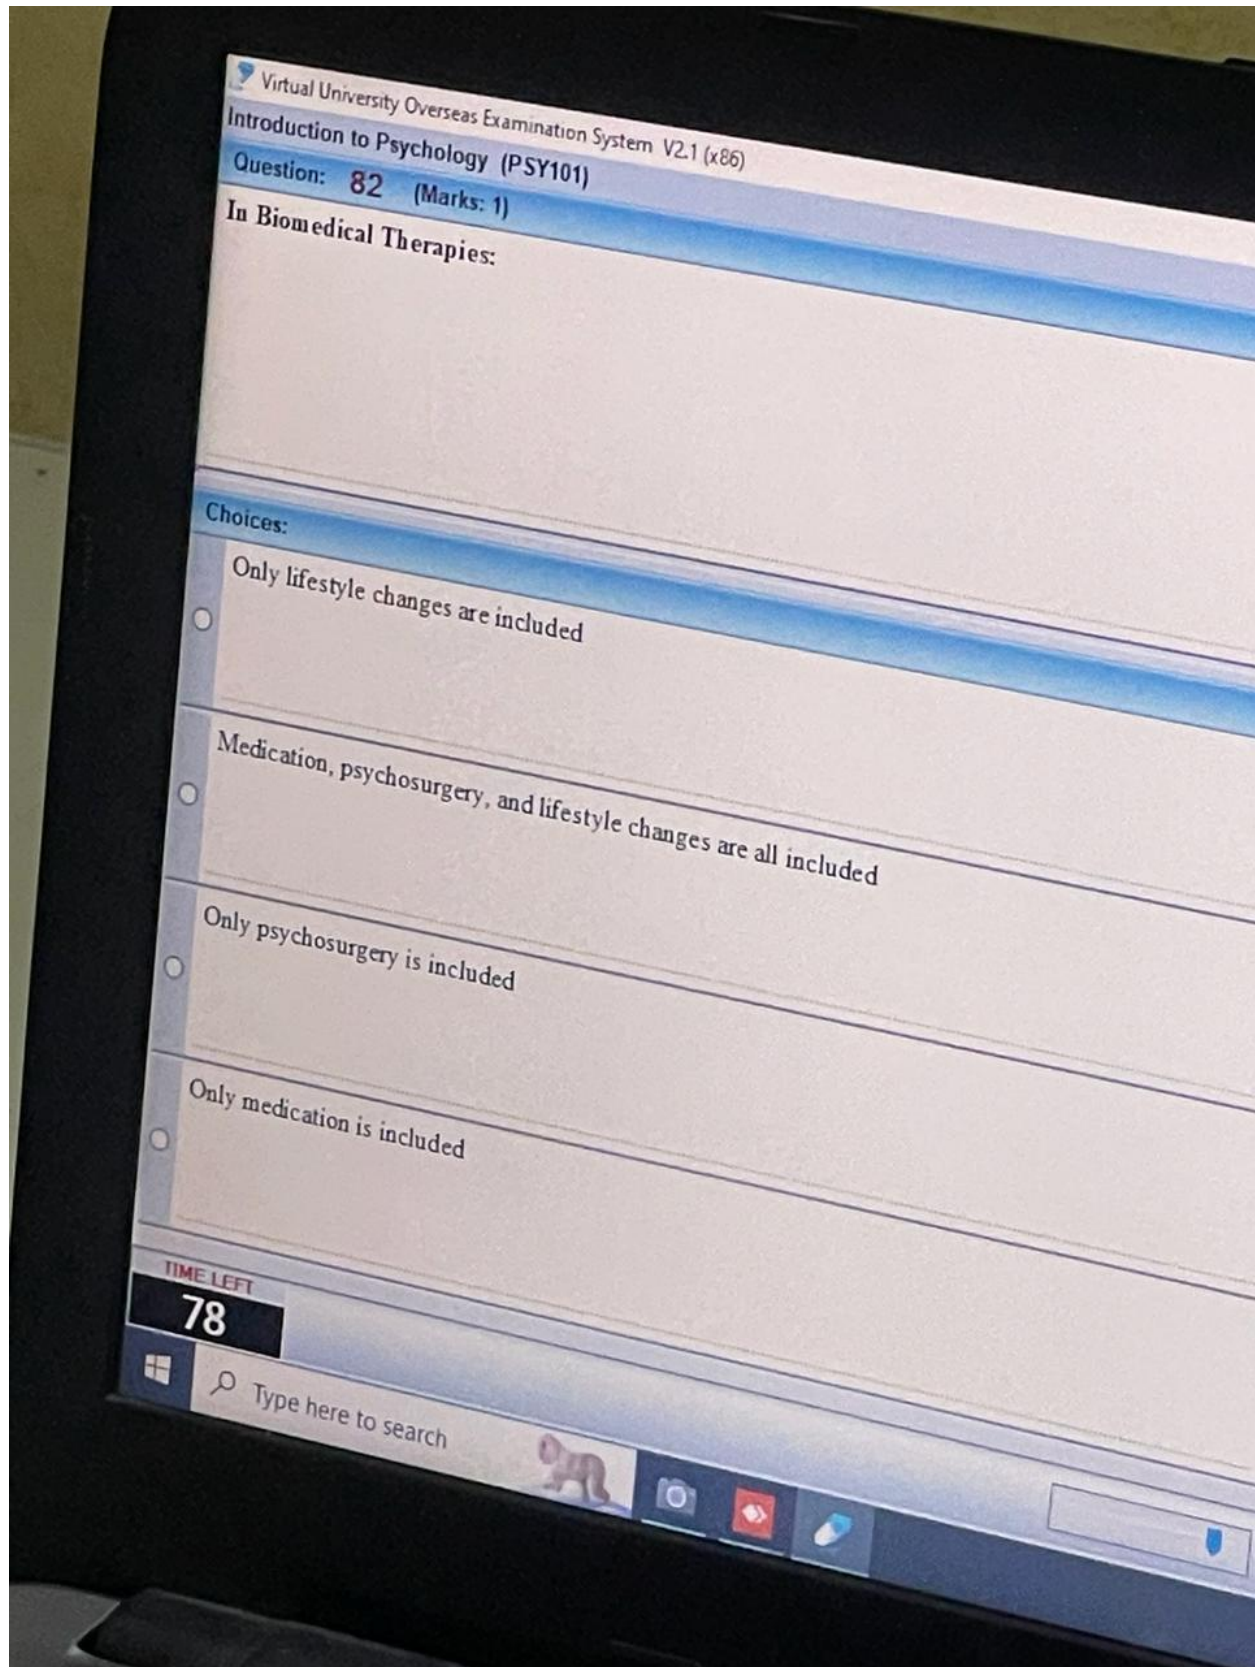 Virtual University Overseas Examination System V2.1 (x86)
Introduction to Psychology (PSY101)
Question: 82 (Marks: 1)
In Biomedical Therapies:
Choices:
Only lifestyle changes are included
Medication, psychosurgery, and lifestyle changes are all included
Only psychosurgery is included
Only medication is included
TIME LEFT
78
Type here to search